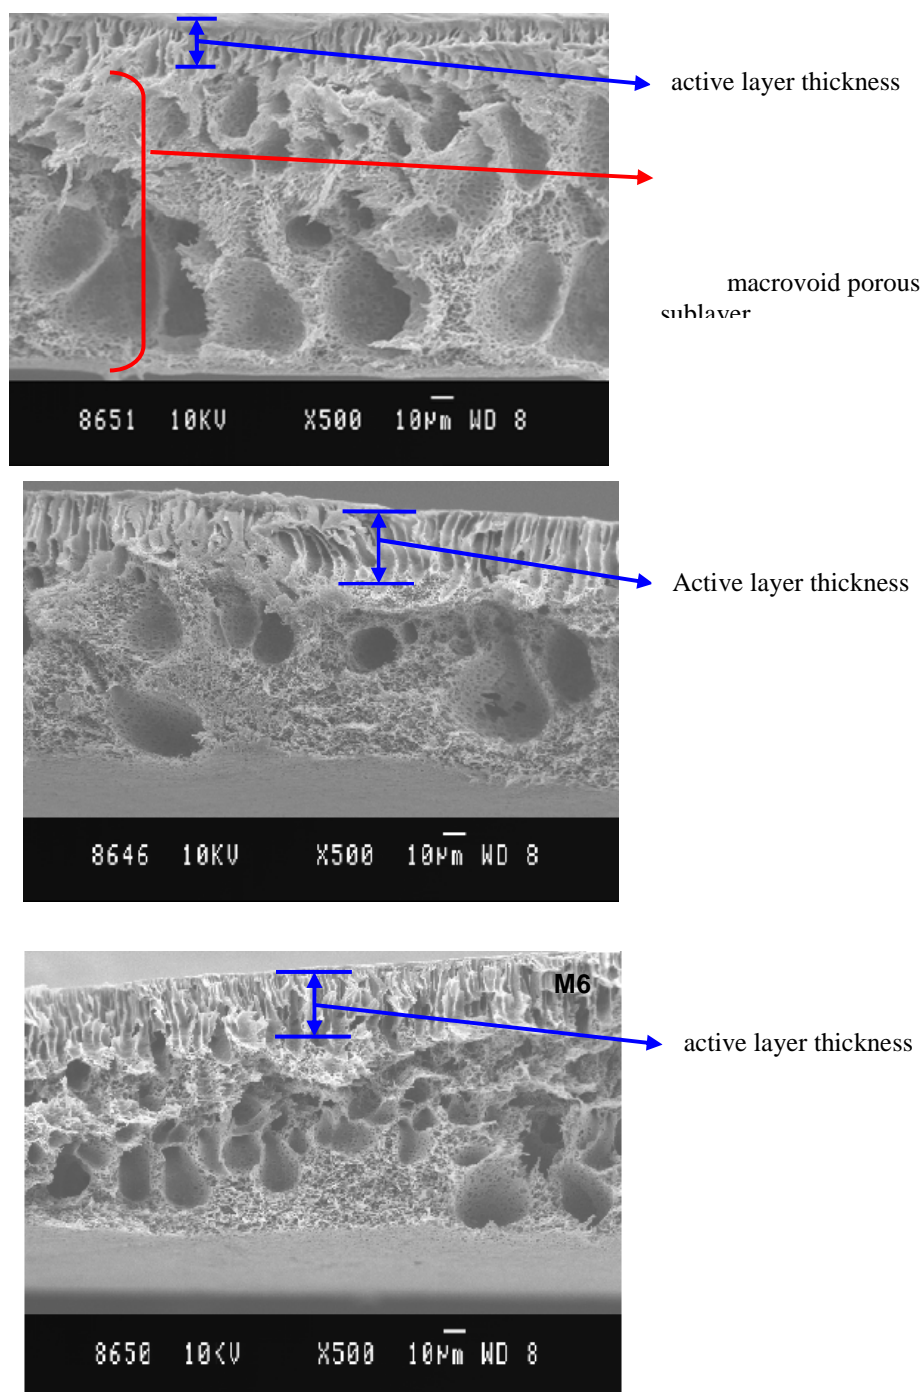 active layer thickness
macrovoid porous
sublayer
8651 10KV X500 10µm WD 8
Active layer thickness
8646 10KV X500 10µm WD 8
M6
active layer thickness
8650 10KV X500 10µm WD 8